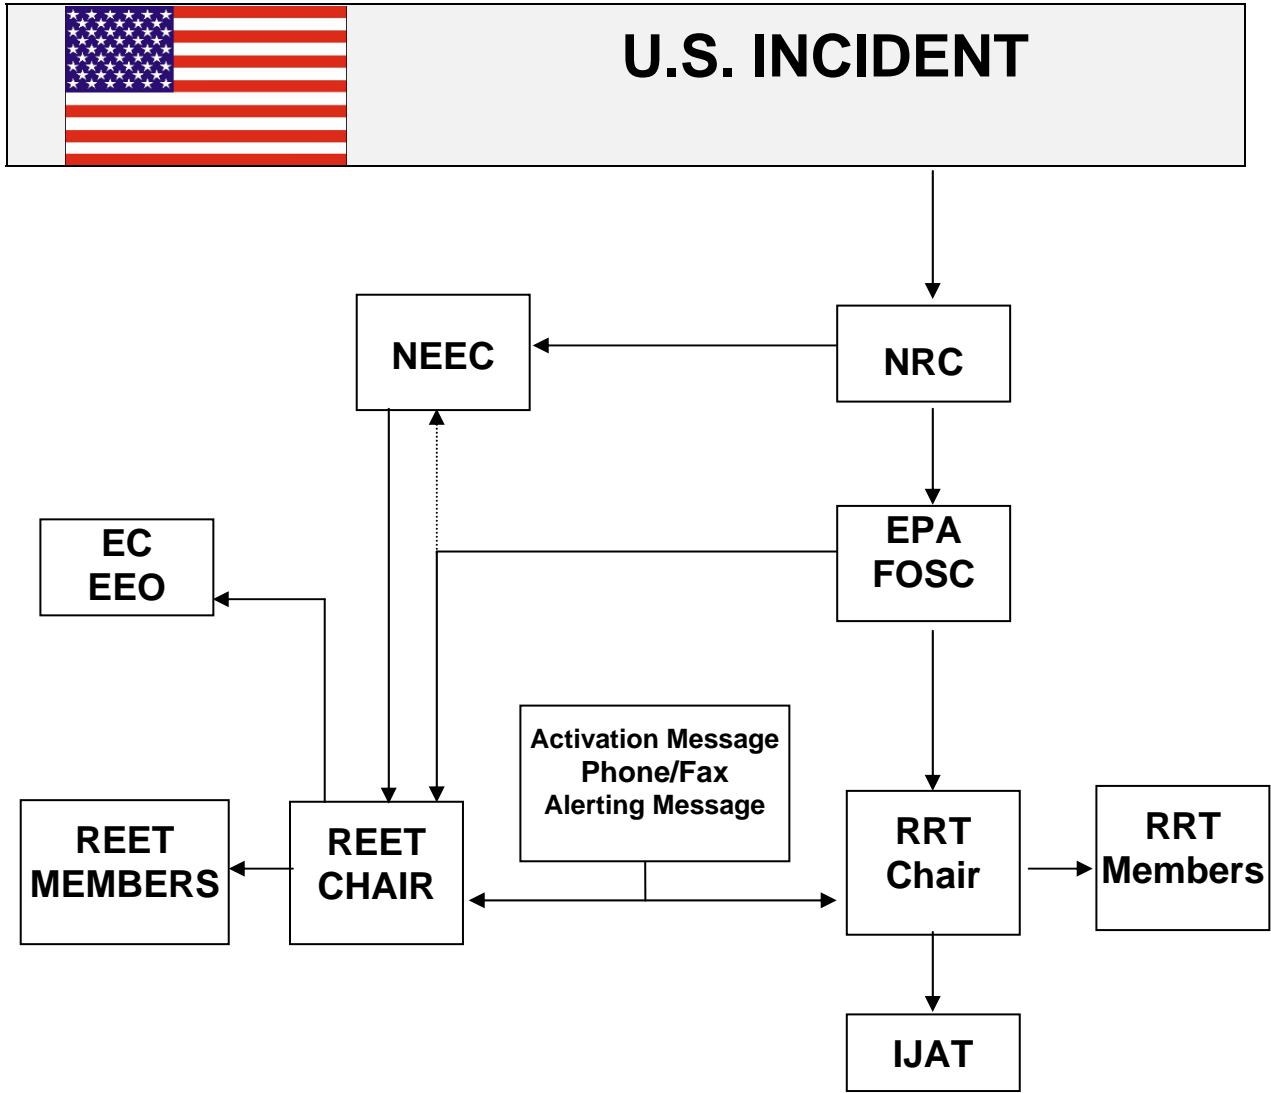 U.S. INCIDENT
NEEC
NRC
EC
EEO
EPA
FOSC
Activation Message
Phone/Fax
Alerting Message
REET
MEMBERS
REET
CHAIR
RRT
Chair
RRT
Members
IJAT